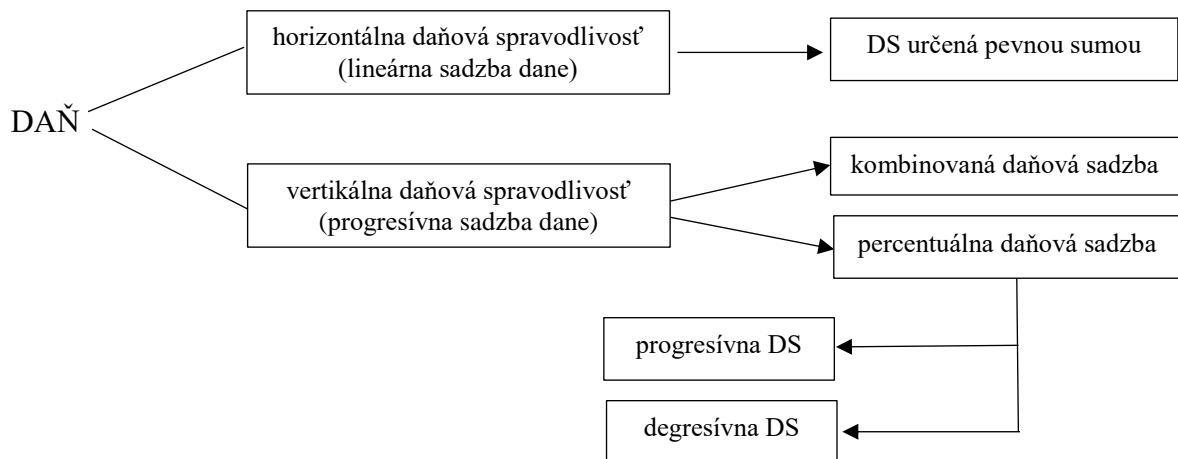 DAŇ
horizontálna daňová spravodlivosť
(lineárna sadzba dane)
DS určená pevnou sumou
vertikálna daňová spravodlivosť
(progresívna sadzba dane)
kombinovaná daňová sadzba
percentuálna daňová sadzba
progresívna DS
degresívna DS